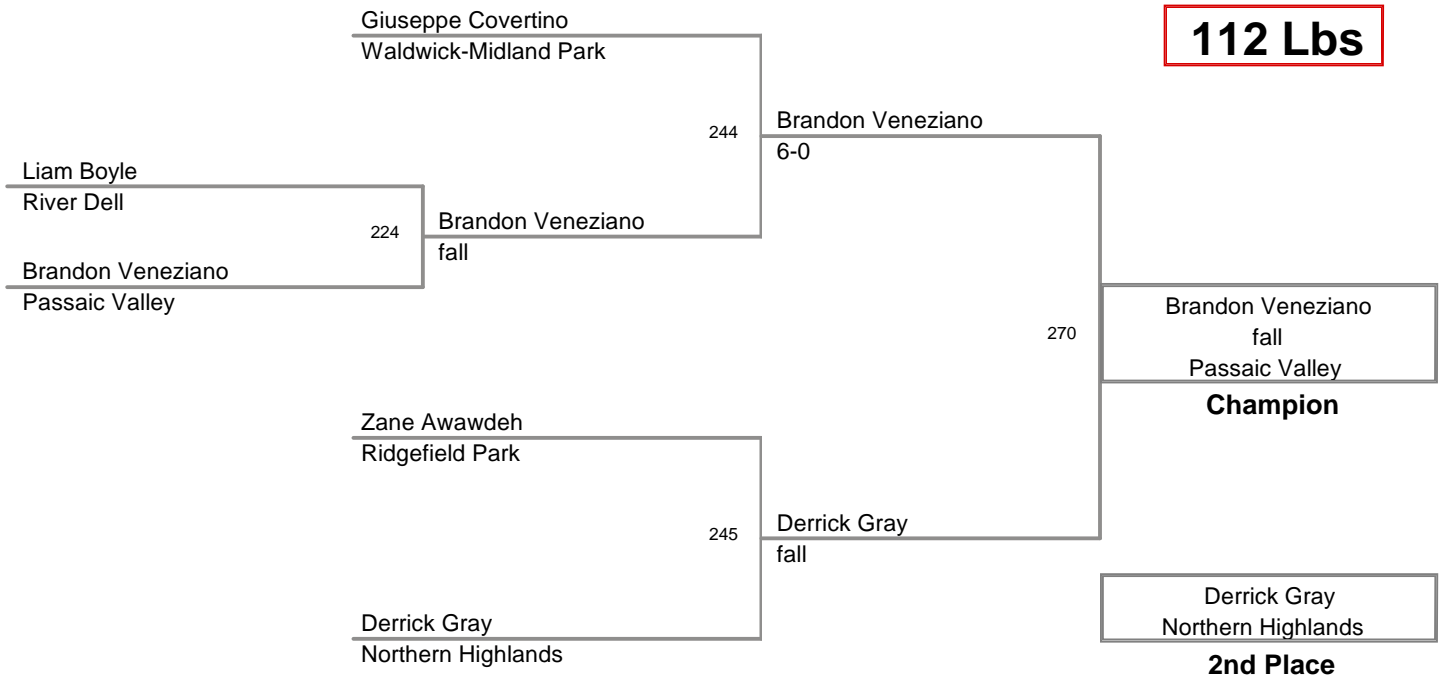 Giuseppe Covertino
Waldwick-Midland Park
112 Lbs
244
Brandon Veneziano
6-0
Liam Boyle
River Dell
224
Brandon Veneziano
fall
Brandon Veneziano
Passaic Valley
270
Brandon Veneziano
fall
Passaic Valley
Champion
Zane Awawdeh
Ridgefield Park
245
Derrick Gray
fall
Derrick Gray
Northern Highlands
Derrick Gray
Northern Highlands
2nd Place